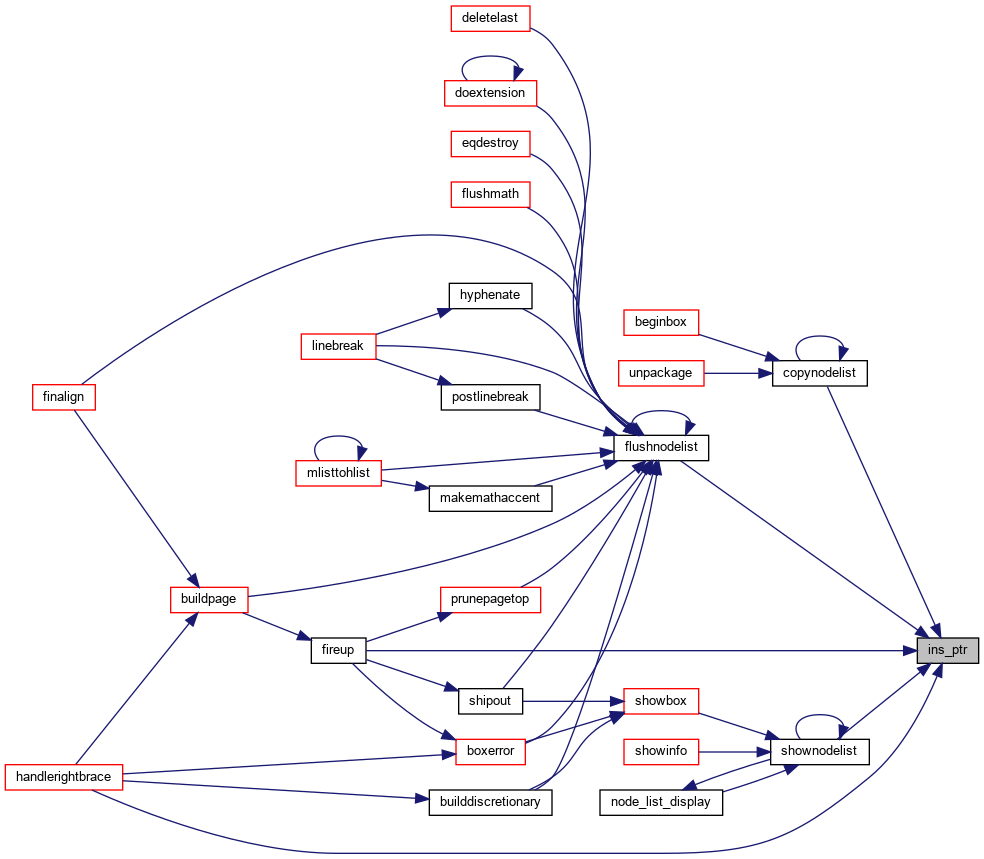 deletelast
doextension
eqdestroy
flushmath
hyphenate
beginbox
linebreak
unpackage
copynodelist
finalign
postlinebreak
flushnodelist
mlisttohlist
makemathaccent
buildpage
prunepagetop
fireup
ins_ptr
shipout
showbox
boxerror
showinfo
shownodelist
handlerightbrace
builddiscretionary
node_list_display